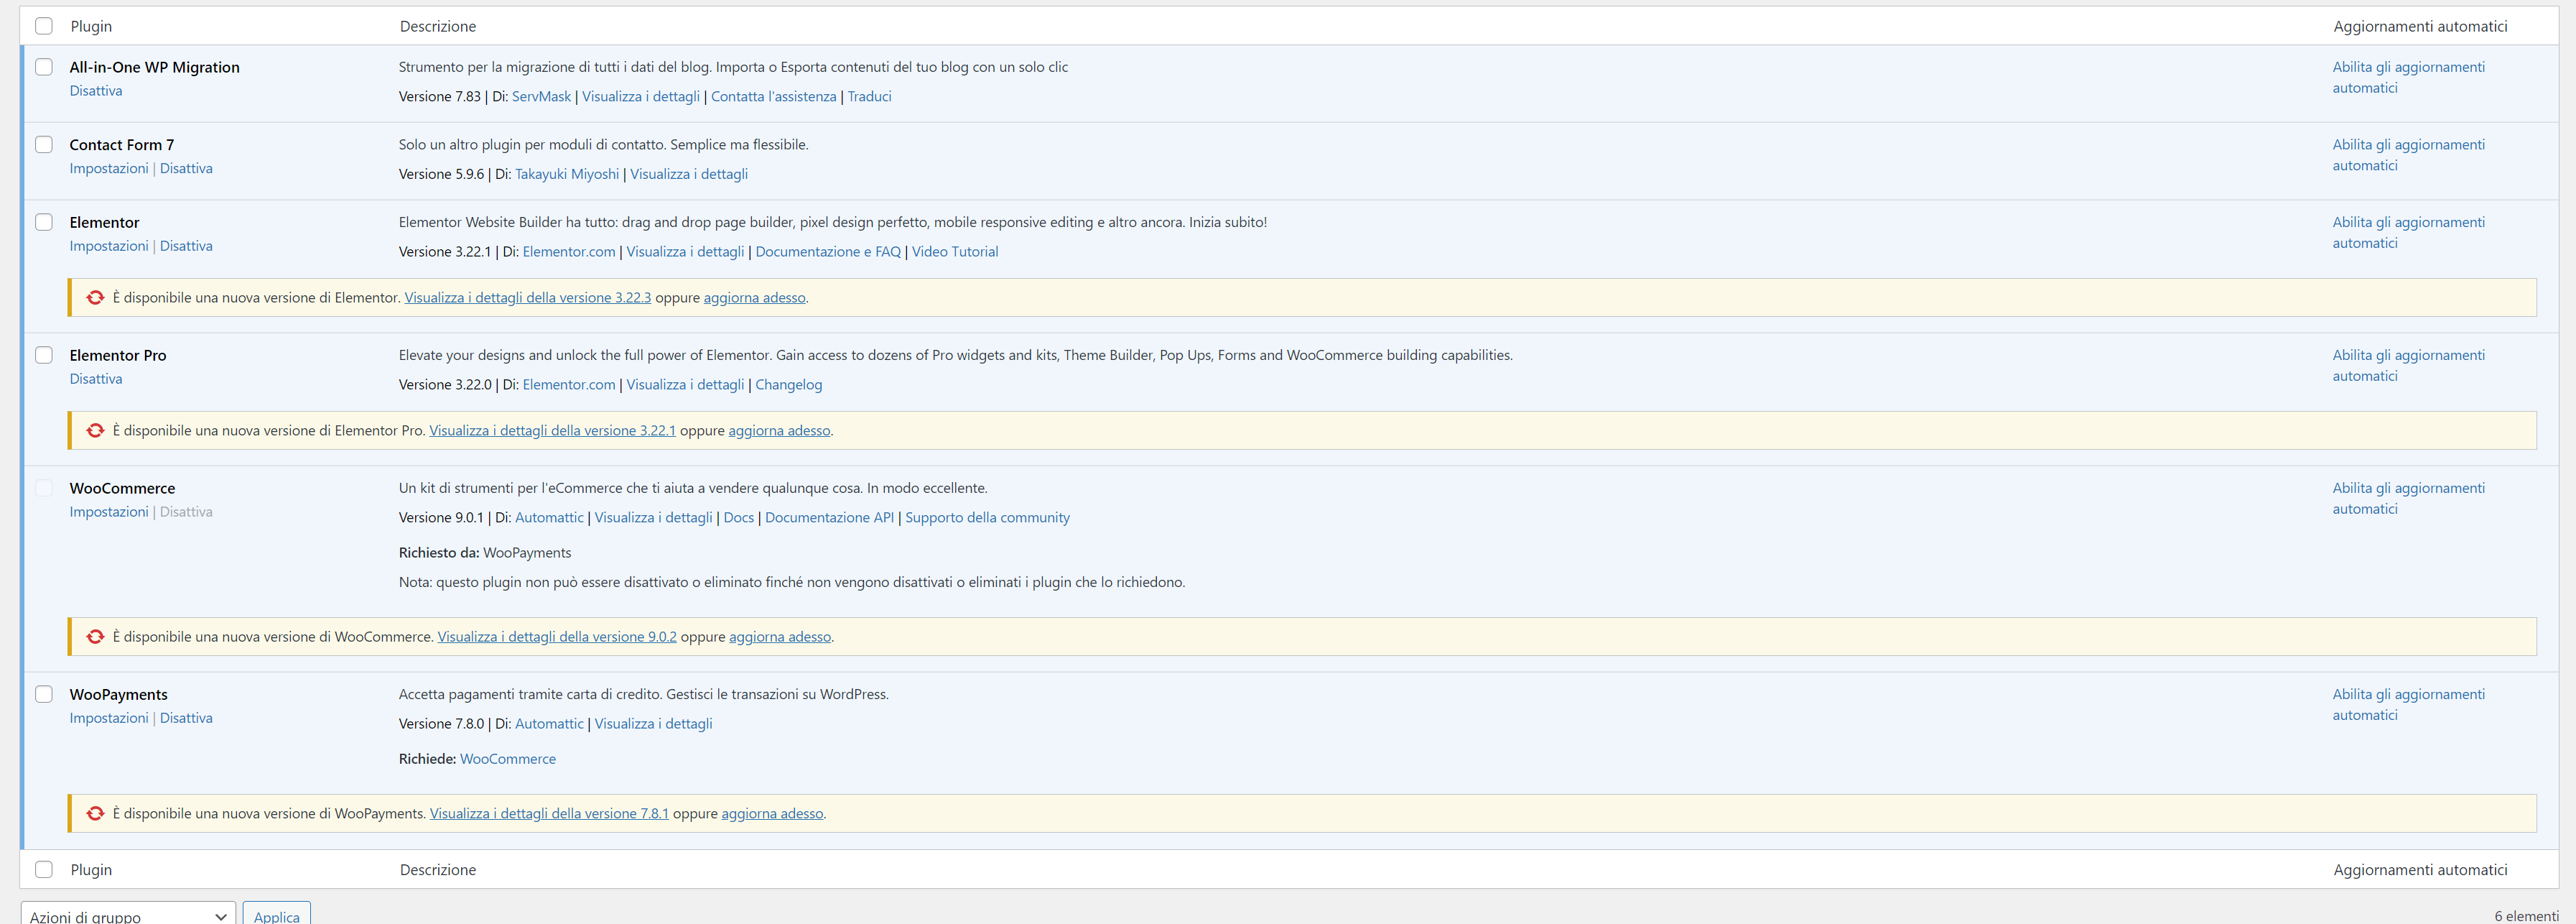 Plugin Descrizione Aggiornamenti automatici
All-in-One WP Migration Strumento per la migrazione di tutti i dati del blog. Importa o Esporta contenuti del tuo blog con un solo clic Abilita gli aggiornamenti
automatici
Disattiva Versione 7.83 | Di: ServMask | Visualizza i dettagli | Contatta l'assistenza | Traduci
Contact Form 7 Solo un altro plugin per moduli di contatto. Semplice ma flessibile. Abilita gli aggiornamenti
automatici
Impostazioni | Disattiva Versione 5.9.6 | Di: Takayuki Miyoshi | Visualizza i dettagli
Elementor Elementor Website Builder ha tutto: drag and drop page builder, pixel design perfetto, mobile responsive editing e altro ancora. Inizia subito! Abilita gli aggiornamenti
automatici
Impostazioni | Disattiva Versione 3.22.1 | Di: Elementor.com | Visualizza i dettagli | Documentazione e FAQ | Video Tutorial
È disponibile una nuova versione di Elementor. Visualizza i dettagli della versione 3.22.3 oppure aggiorna adesso.
Elementor Pro Elevate your designs and unlock the full power of Elementor. Gain access to dozens of Pro widgets and kits, Theme Builder, Pop Ups, Forms and WooCommerce building capabilities. Abilita gli aggiornamenti
automatici
Disattiva Versione 3.22.0 | Di: Elementor.com | Visualizza i dettagli | Changelog
È disponibile una nuova versione di Elementor Pro. Visualizza i dettagli della versione 3.22.1 oppure aggiorna adesso.
WooCommerce Un kit di strumenti per l'eCommerce che ti aiuta a vendere qualunque cosa. In modo eccellente. Abilita gli aggiornamenti
automatici
Impostazioni | Disattiva Versione 9.0.1 | Di: Automattic | Visualizza i dettagli | Docs | Documentazione API | Supporto della community
Richiesto da: WooPayments
Nota: questo plugin non può essere disattivato o eliminato finché non vengono disattivati o eliminati i plugin che lo richiedono.
È disponibile una nuova versione di WooCommerce. Visualizza i dettagli della versione 9.0.2 oppure aggiorna adesso.
WooPayments Accetta pagamenti tramite carta di credito. Gestisci le transazioni su WordPress. Abilita gli aggiornamenti
automatici
Impostazioni | Disattiva Versione 7.8.0 | Di: Automattic | Visualizza i dettagli
Richiede: WooCommerce
È disponibile una nuova versione di WooPayments. Visualizza i dettagli della versione 7.8.1 oppure aggiorna adesso.
Plugin Descrizione Aggiornamenti automatici
Azioni di gruppo Applica 6 elementi